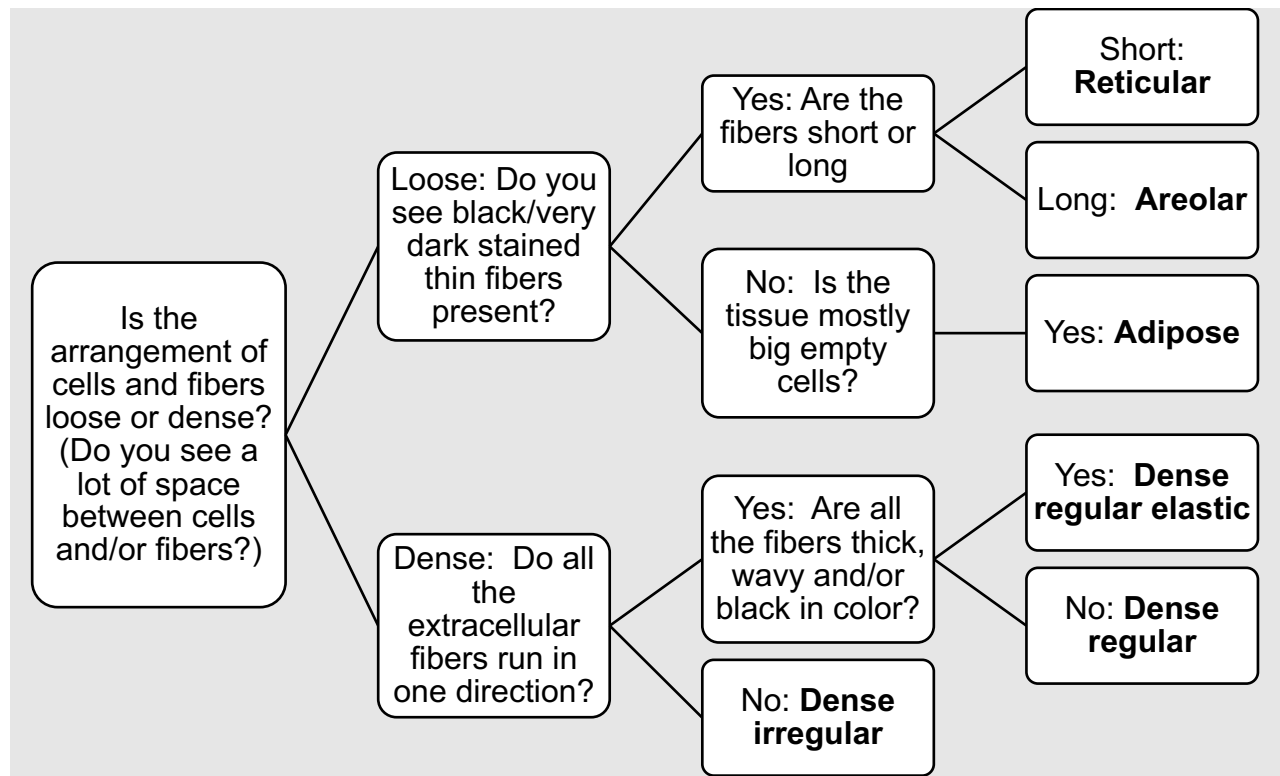 Is the
arrangement of
cells and fibers
loose or dense?
(Do you see a
lot of space
between cells
and/or fibers?)
Loose: Do you
see black/very
dark stained
thin fibers
present?
Yes: Are the
fibers short or
long
Short:
Reticular
Long: Areolar
No: Is the
tissue mostly
big empty
cells?
Yes: Adipose
Dense: Do all
the
extracellular
fibers run in
one direction?
Yes: Are all
the fibers thick,
wavy and/or
black in color?
Yes: Dense
regular elastic
No: Dense
regular
No: Dense
irregular